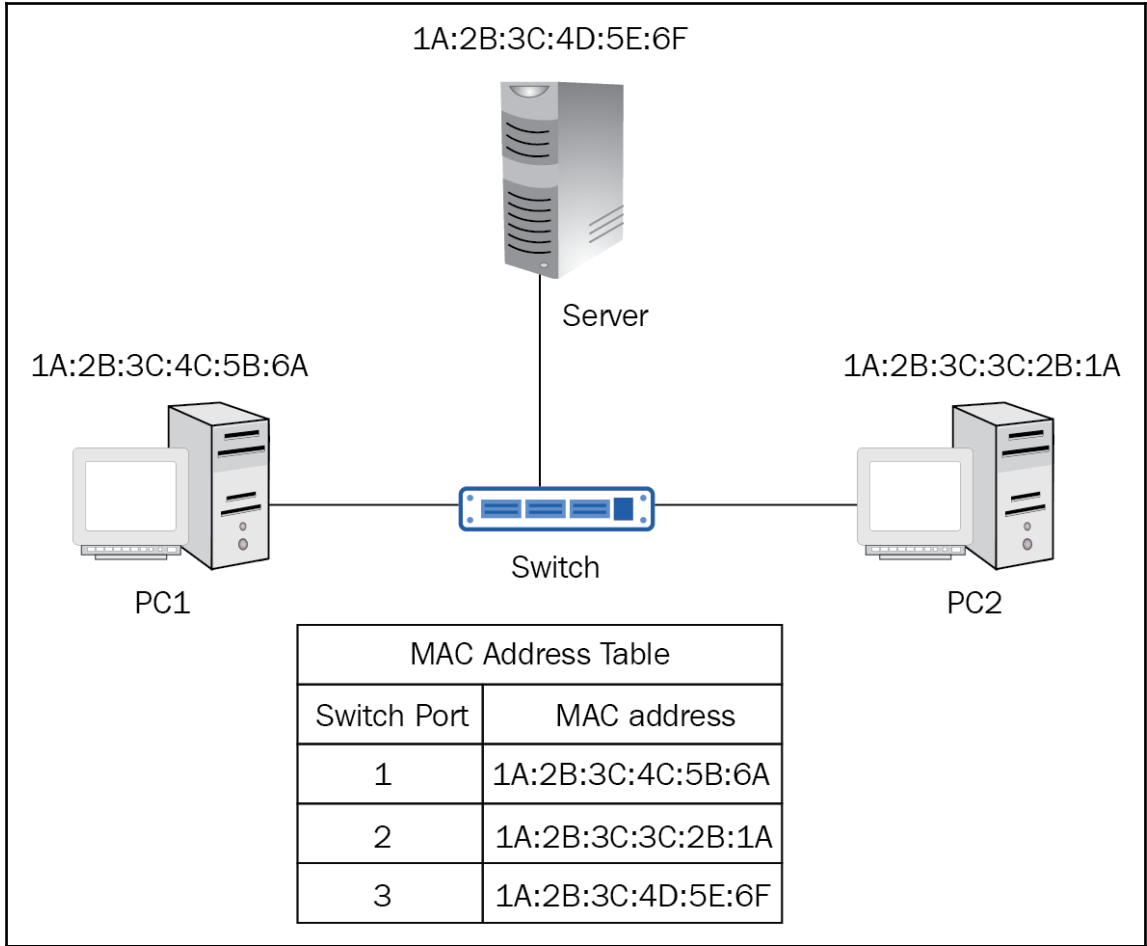 1A:2B:3C:4D:5E:6F
Server
1A:2B:3C:4C:5B:6A
1A:2B:3C:3C:2B:1A
Switch
PC1
PC2
MAC Address Table
Switch Port MAC address
1 1A:2B:3C:4C:5B:6A
2 1A:2B:3C:3C:2B:1A
3 1A:2B:3C:4D:5E:6F